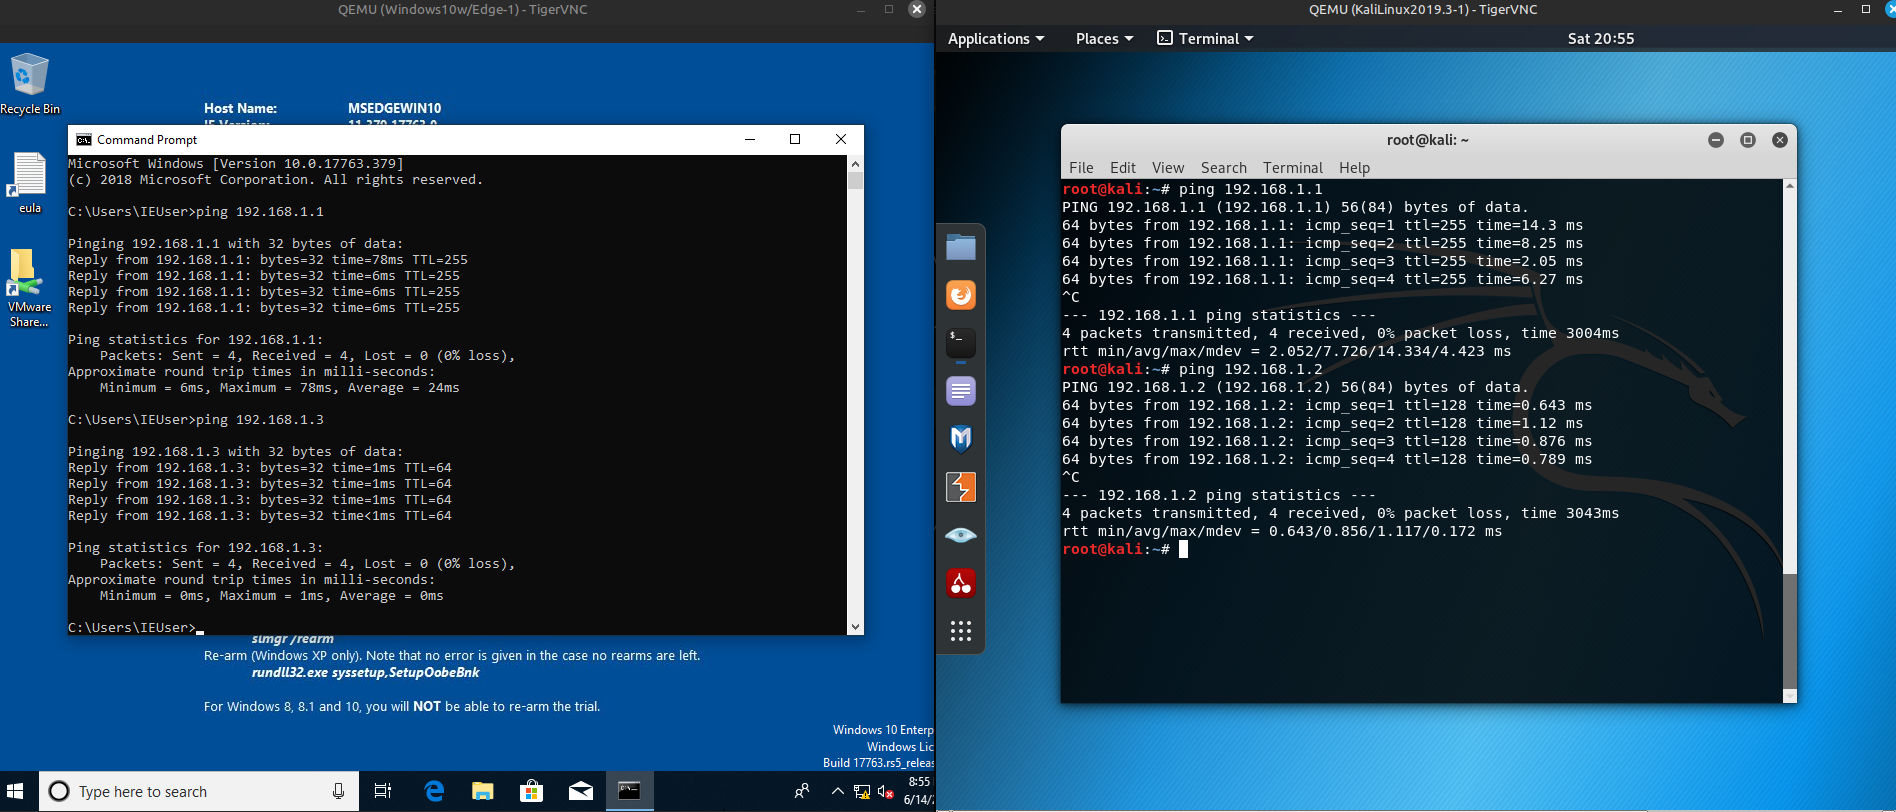 QEMU (Windows10w/Edge-1) - TigerVNC
Recycle Bin
eula
VMware
Share...
Host Name: MSEDGEWIN10
Command Prompt
Microsoft Windows [Version 10.0.17763.379]
(c) 2018 Microsoft Corporation. All rights reserved.
C:\Users\IEUser>ping 192.168.1.1
Pinging 192.168.1.1 with 32 bytes of data:
Reply from 192.168.1.1: bytes=32 time=78ms TTL=255
Reply from 192.168.1.1: bytes=32 time=6ms TTL=255
Reply from 192.168.1.1: bytes=32 time=6ms TTL=255
Reply from 192.168.1.1: bytes=32 time=6ms TTL=255
Ping statistics for 192.168.1.1:
Packets: Sent = 4, Received = 4, Lost = 0 (0% loss),
Approximate round trip times in milli-seconds:
Minimum = 6ms, Maximum = 78ms, Average = 24ms
C:\Users\IEUser>ping 192.168.1.3
Pinging 192.168.1.3 with 32 bytes of data:
Reply from 192.168.1.3: bytes=32 time=1ms TTL=64
Reply from 192.168.1.3: bytes=32 time=1ms TTL=64
Reply from 192.168.1.3: bytes=32 time=1ms TTL=64
Reply from 192.168.1.3: bytes=32 time<1ms TTL=64
Ping statistics for 192.168.1.3:
Packets: Sent = 4, Received = 4, Lost = 0 (0% loss),
Approximate round trip times in milli-seconds:
Minimum = 0ms, Maximum = 1ms, Average = 0ms
C:\Users\IEUser>
slmgr /rearm
Re-arm (Windows XP only). Note that no error is given in the case no rearms are left.
rundll32.exe syssetup,SetupOobeBnk
For Windows 8, 8.1 and 10, you will NOT be able to re-arm the trial.
Windows 10 Enterp
Windows Lic
Build 17763.rs5_releas
Type here to search
8:55
6/14/2
QEMU (KaliLinux2019.3-1) - TigerVNC
Applications Places Terminal Sat 20:55
root@kali: ~
File Edit View Search Terminal Help
root@kali:~# ping 192.168.1.1
PING 192.168.1.1 (192.168.1.1) 56(84) bytes of data.
64 bytes from 192.168.1.1: icmp_seq=1 ttl=255 time=14.3 ms
64 bytes from 192.168.1.1: icmp_seq=2 ttl=255 time=8.25 ms
64 bytes from 192.168.1.1: icmp_seq=3 ttl=255 time=2.05 ms
64 bytes from 192.168.1.1: icmp_seq=4 ttl=255 time=6.27 ms
^C
--- 192.168.1.1 ping statistics ---
4 packets transmitted, 4 received, 0% packet loss, time 3004ms
rtt min/avg/max/mdev = 2.052/7.726/14.334/4.423 ms
root@kali:~# ping 192.168.1.2
PING 192.168.1.2 (192.168.1.2) 56(84) bytes of data.
64 bytes from 192.168.1.2: icmp_seq=1 ttl=128 time=0.643 ms
64 bytes from 192.168.1.2: icmp_seq=2 ttl=128 time=1.12 ms
64 bytes from 192.168.1.2: icmp_seq=3 ttl=128 time=0.876 ms
64 bytes from 192.168.1.2: icmp_seq=4 ttl=128 time=0.789 ms
^C
--- 192.168.1.2 ping statistics ---
4 packets transmitted, 4 received, 0% packet loss, time 3043ms
rtt min/avg/max/mdev = 0.643/0.856/1.117/0.172 ms
root@kali:~#